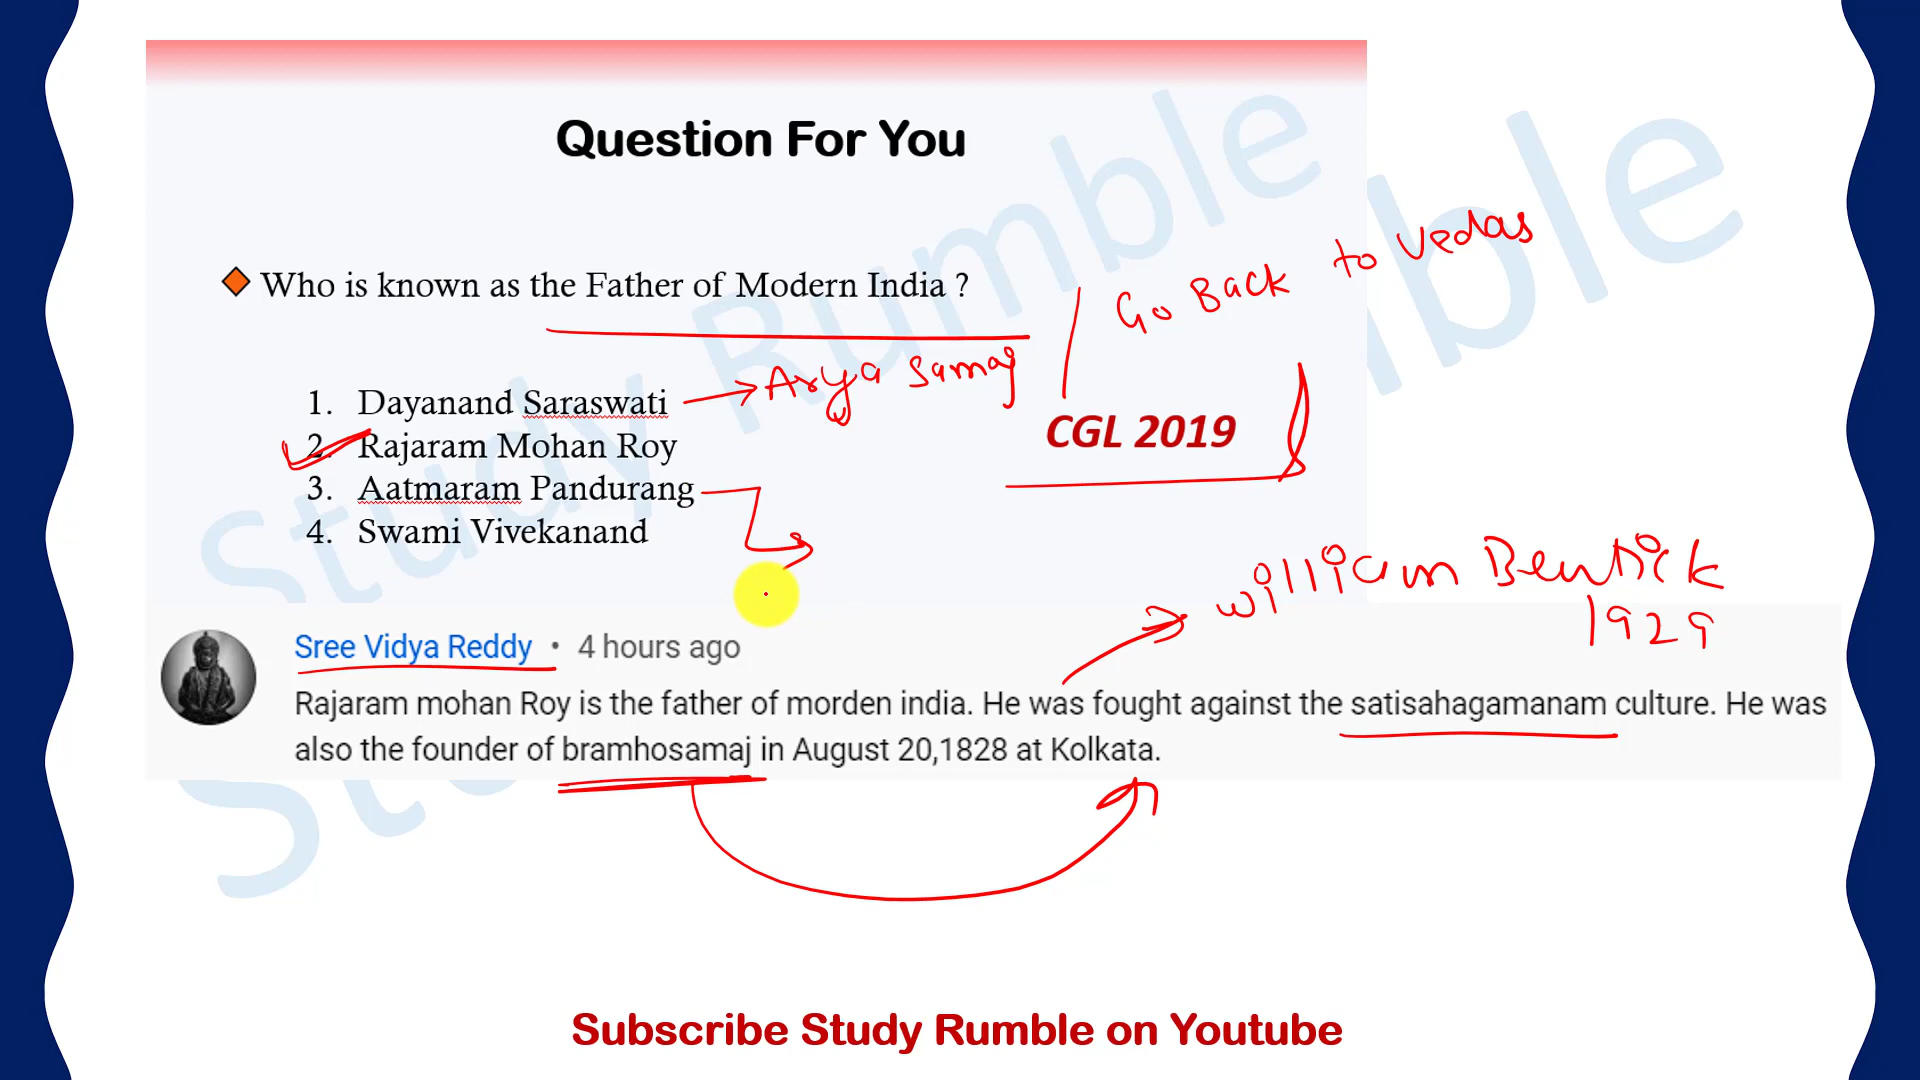 Question For You
Who is known as the Father of Modern India ?
Go Back to Vedas
1. Dayanand Saraswati
Arya Samaj
2. Rajaram Mohan Roy
CGL 2019
3. Aatmaram Pandurang
4. Swami Vivekanand
william Bentick
1929
Sree Vidya Reddy • 4 hours ago
Rajaram mohan Roy is the father of morden india. He was fought against the satisahagamanam culture. He was
also the founder of bramhosamaj in August 20,1828 at Kolkata.
Study Rumble
Subscribe Study Rumble on Youtube